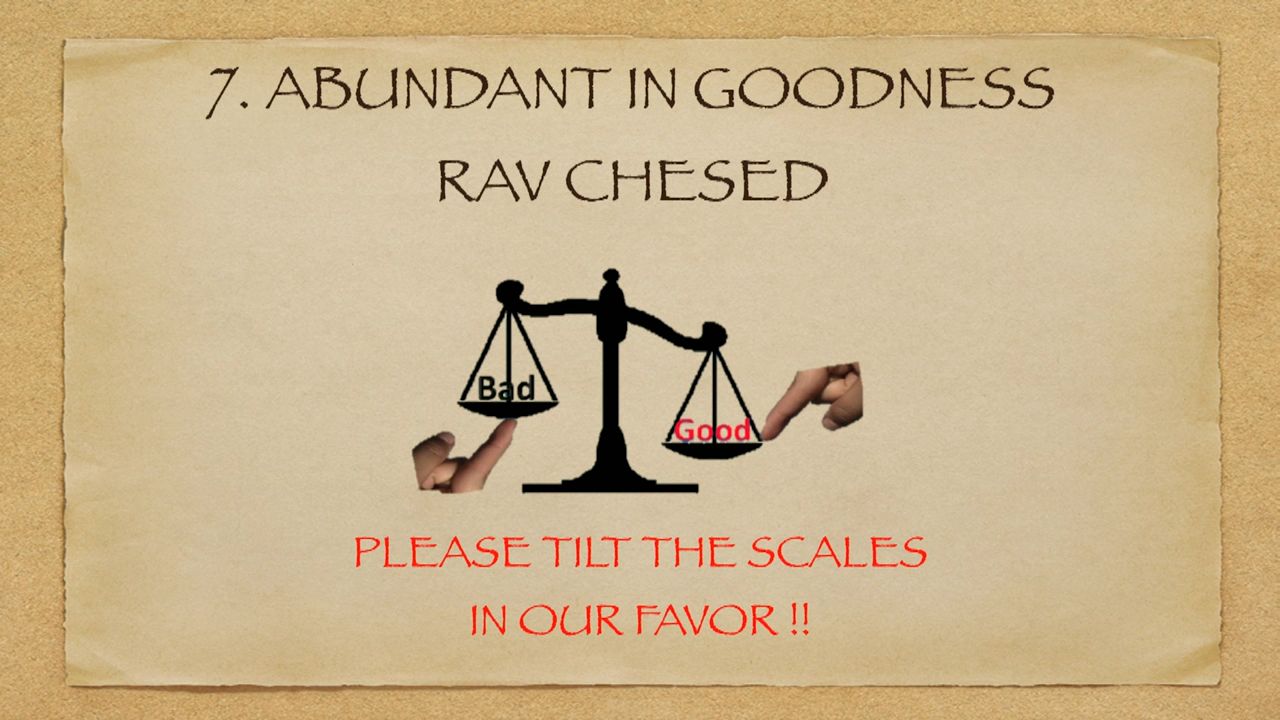 7. ABUNDANT IN GOODNESS
RAV CHESED
Bad
Good
PLEASE TILT THE SCALES
IN OUR FAVOR !!